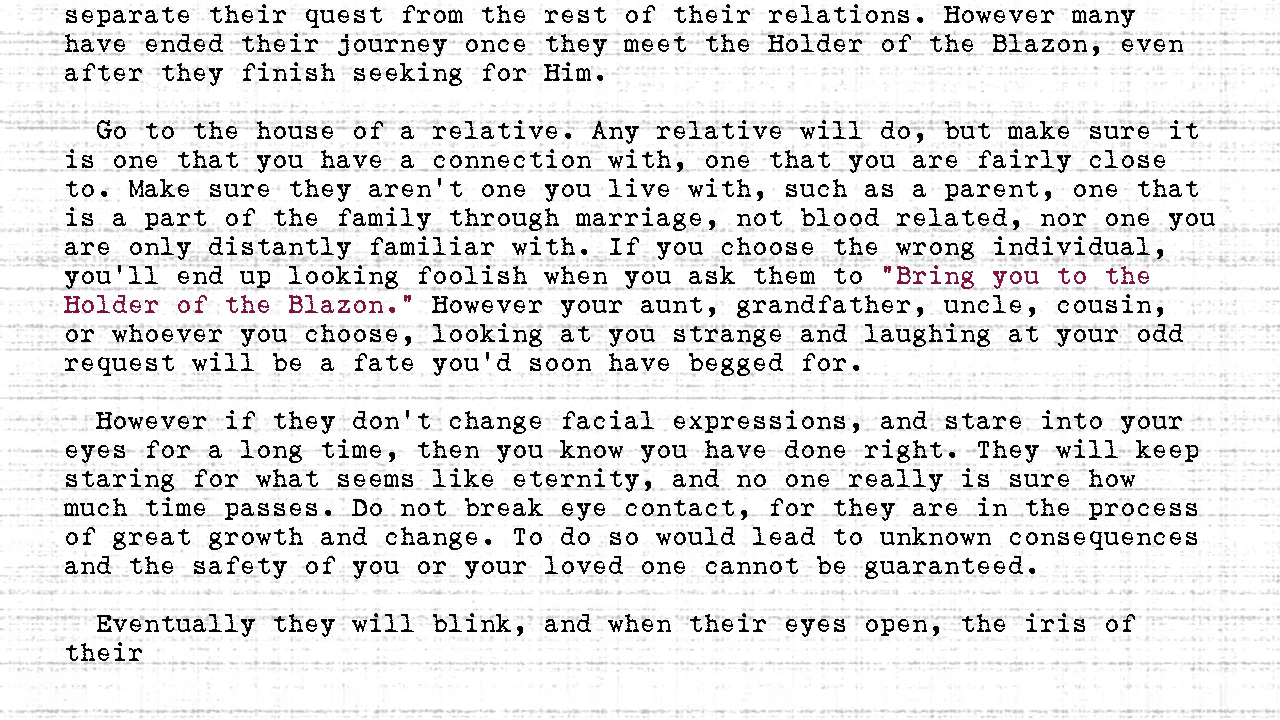 separate their quest from the rest of their relations. However many
have ended their journey once they meet the Holder of the Blazon, even
after they finish seeking for Him.
Go to the house of a relative. Any relative will do, but make sure it
is one that you have a connection with, one that you are fairly close
to. Make sure they aren't one you live with, such as a parent, one that
is a part of the family through marriage, not blood related, nor one you
are only distantly familiar with. If you choose the wrong individual,
you'll end up looking foolish when you ask them to "Bring you to the
Holder of the Blazon." However your aunt, grandfather, uncle, cousin,
or whoever you choose, looking at you strange and laughing at your odd
request will be a fate you'd soon have begged for.
However if they don't change facial expressions, and stare into your
eyes for a long time, then you know you have done right. They will keep
staring for what seems like eternity, and no one really is sure how
much time passes. Do not break eye contact, for they are in the process
of great growth and change. To do so would lead to unknown consequences
and the safety of you or your loved one cannot be guaranteed.
Eventually they will blink, and when their eyes open, the iris of
their